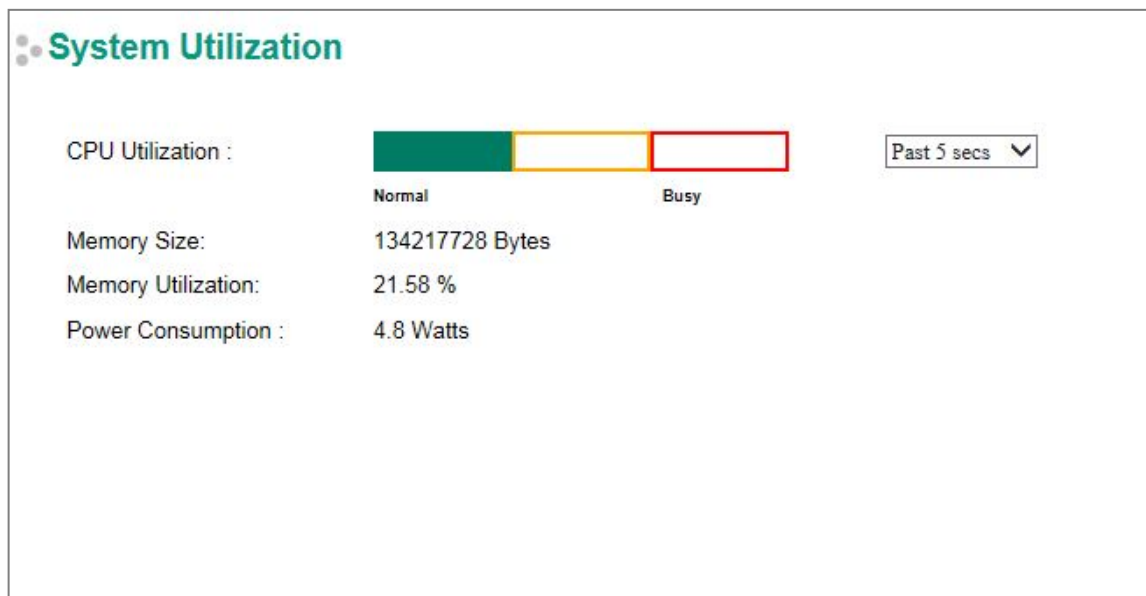 System Utilization
CPU Utilization :
Past 5 secs
Normal
Busy
Memory Size:
134217728 Bytes
Memory Utilization:
21.58 %
Power Consumption :
4.8 Watts